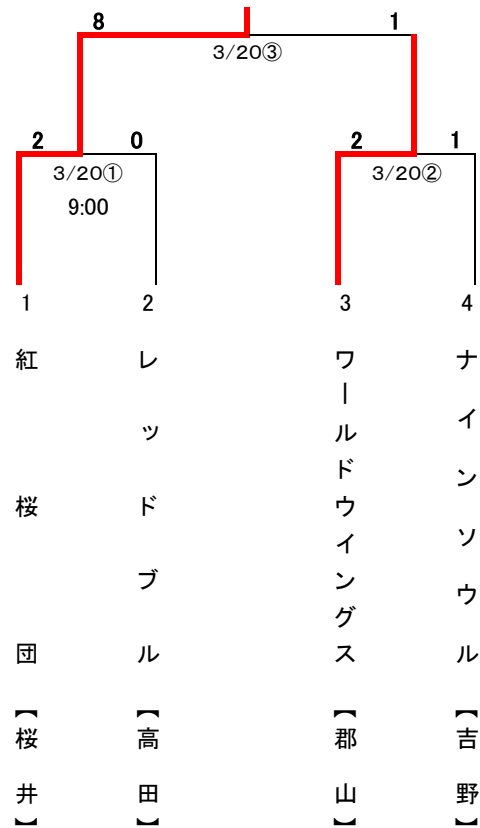 8 1
3/20③
2 0 2 1
3/20① 3/20②
9:00
1 2 3 4
紅桜団【桜井】
レッドブル【高田】
ワールドウイングス【郡山】
ナインソウル【吉野】